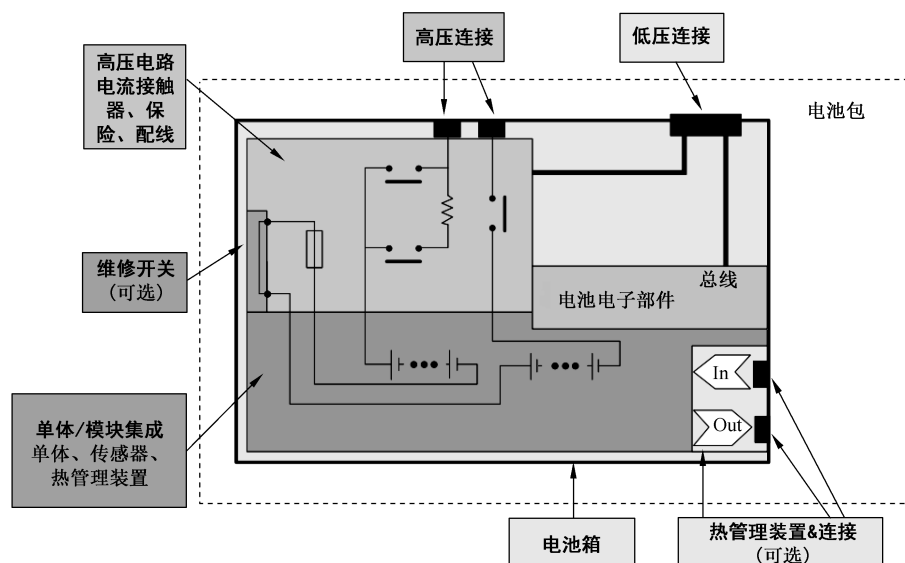 高压连接
低压连接
高压电路
电流接触
器、保
险、配线
电池包
维修开关
(可选)
总线
电池电子部件
In
Out
单体/模块集成
单体、传感器、
热管理装置
电池箱
热管理装置&连接
(可选)